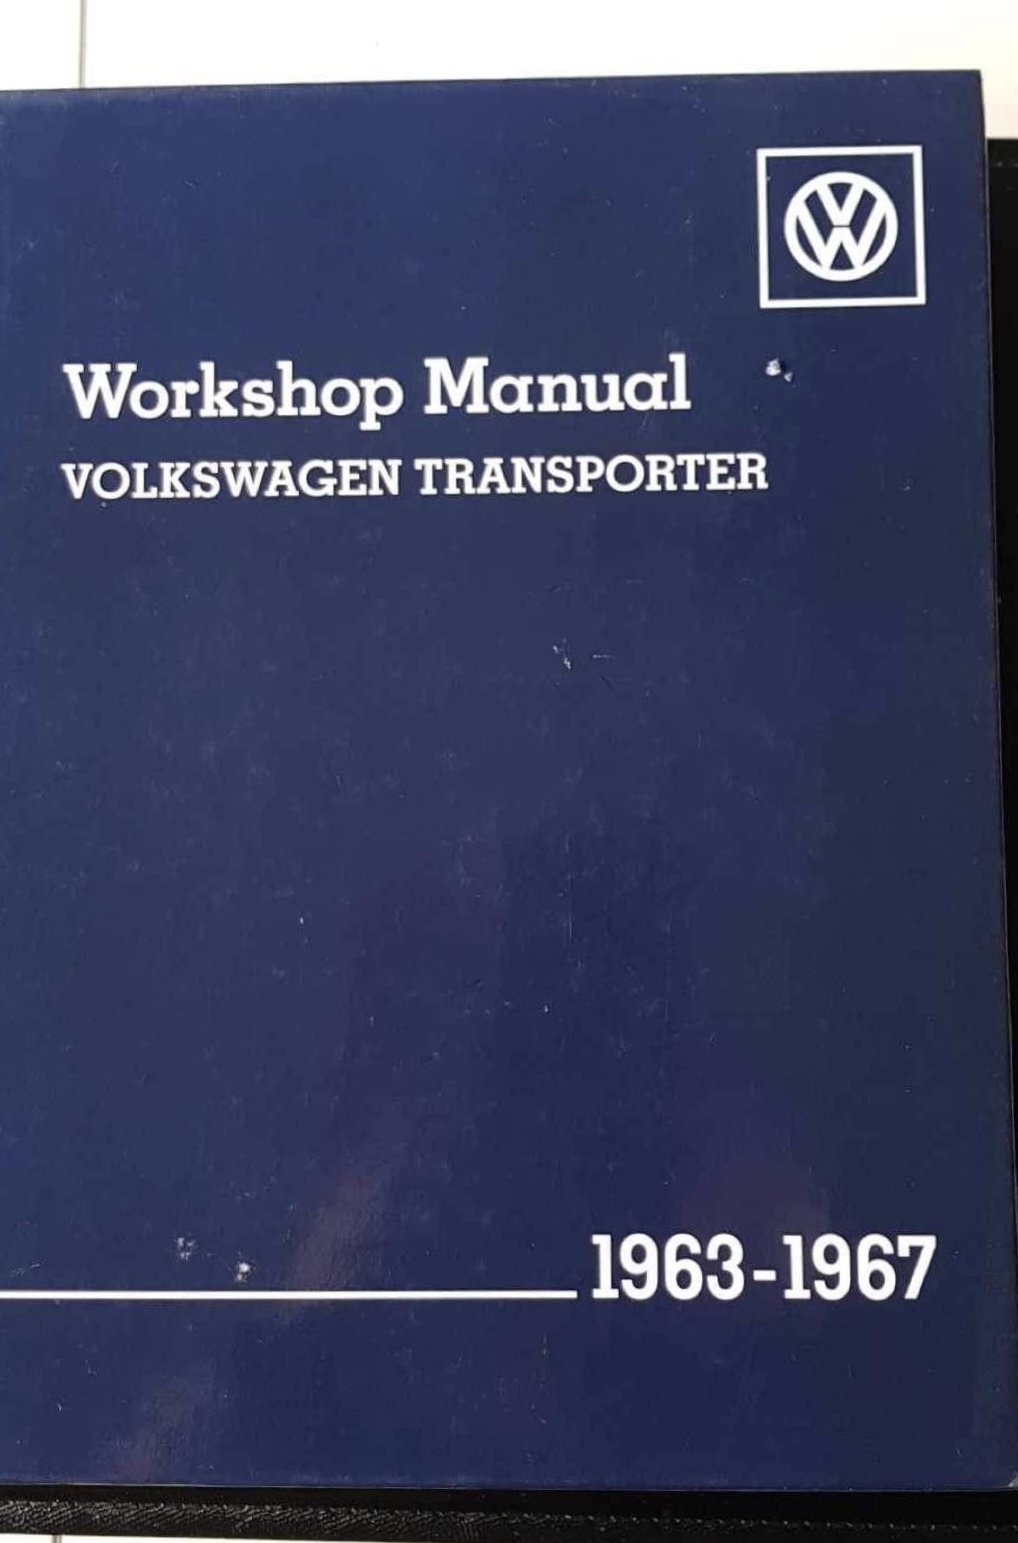 Workshop Manual
VOLKSWAGEN TRANSPORTER
1963-1967